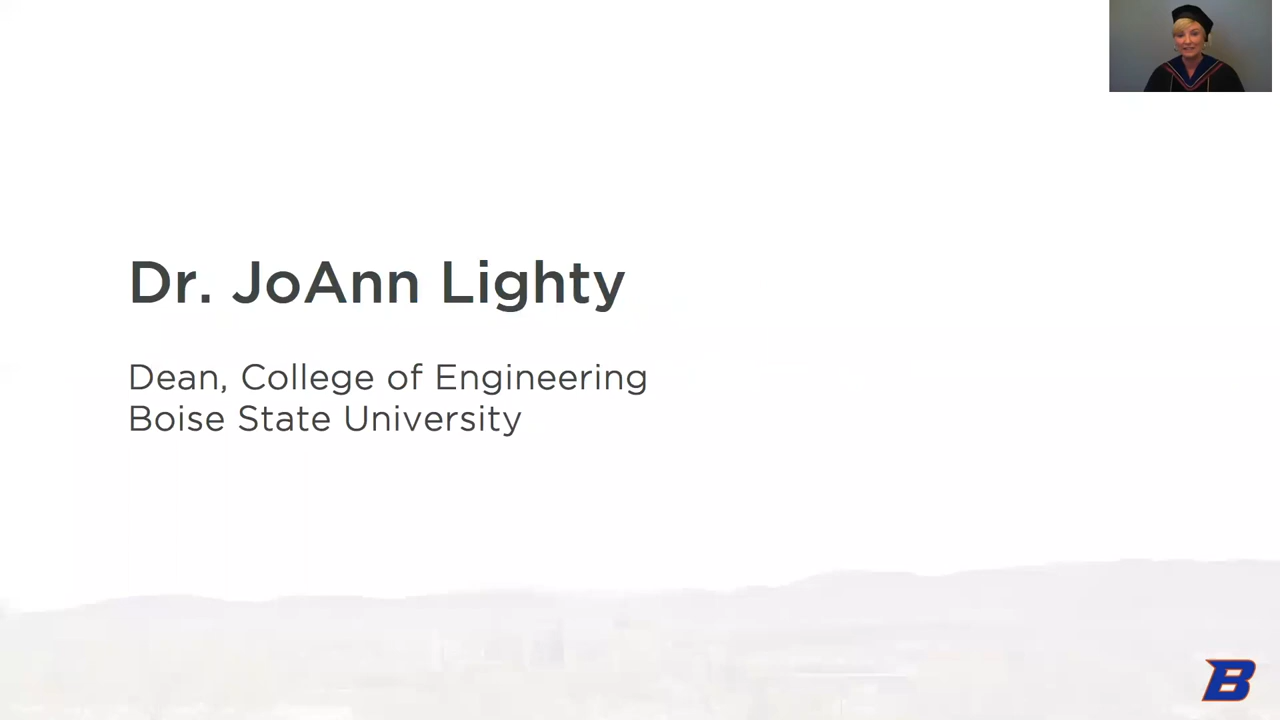 Dr. JoAnn Lighty
Dean, College of Engineering
Boise State University
B